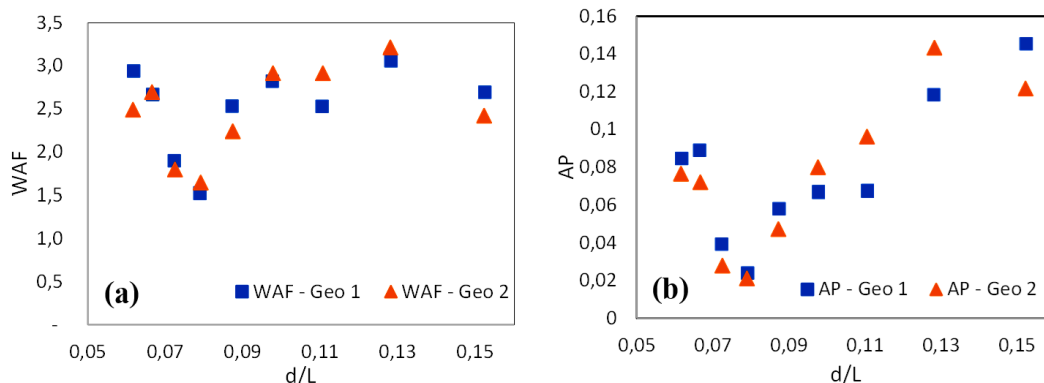 3,5
3,0
2,5
2,0
1,5
1,0
0,5
-
WAF
(a)
WAF - Geo 1
WAF - Geo 2
0,05 0,07 0,09 0,11 0,13 0,15
d/L
0,16
0,14
0,12
0,1
0,08
0,06
0,04
0,02
0
AP
(b)
AP - Geo 1
AP - Geo 2
0,05 0,07 0,09 0,11 0,13 0,15
d/L